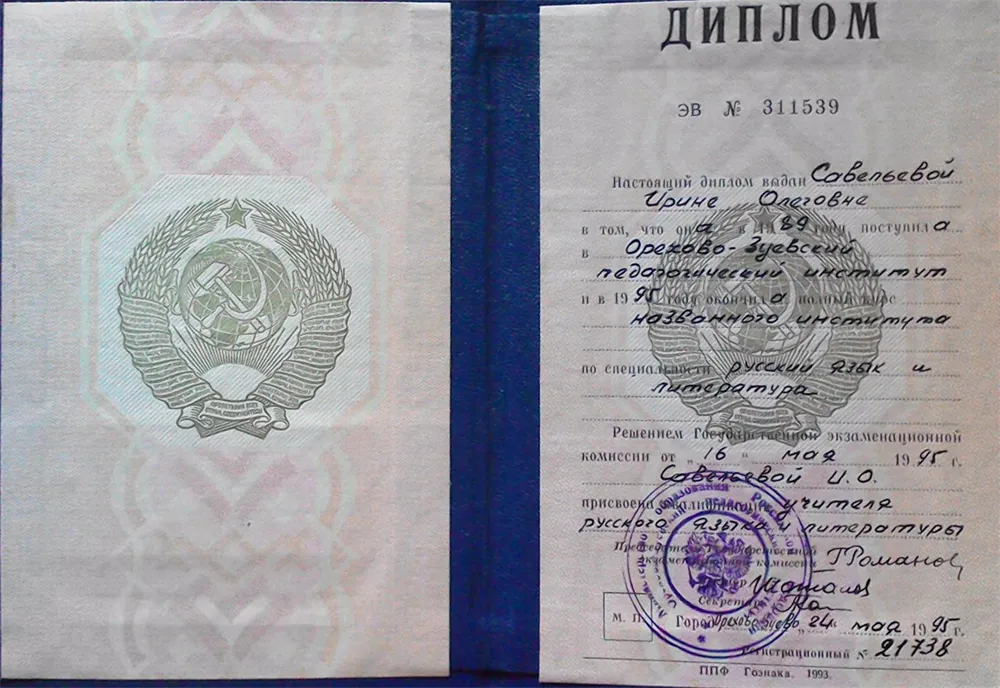 ДИПЛОМ
ЭВ № 311539
Настоящий диплом выдан Савельевой
Ирине Олеговне
в том, что она в 1989 году поступила
в Орехово-Зуевский
педагогический институт
и в 1995 году окончила полный курс
названного института
по специальности русский язык и
литература
Решением Государственной экзаменационной
комиссии от „16“ мая 1995 г.
Савельевой И.О.
присвоена квалификация учителя
русского языка и литературы
Председатель Государственной
экзаменационной комиссии Романов
Ректор
Секретарь
М. П. Город Орехово-Зуево „24“ мая 1995 г.
Регистрационный № 21738
ППФ Гознака. 1993.